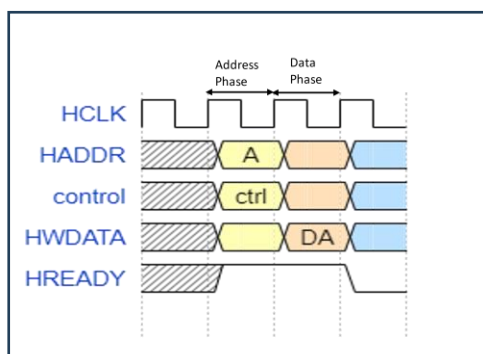 Address
Phase
Data
Phase
HCLK
HADDR
A
control
ctrl
HWDATA
DA
HREADY